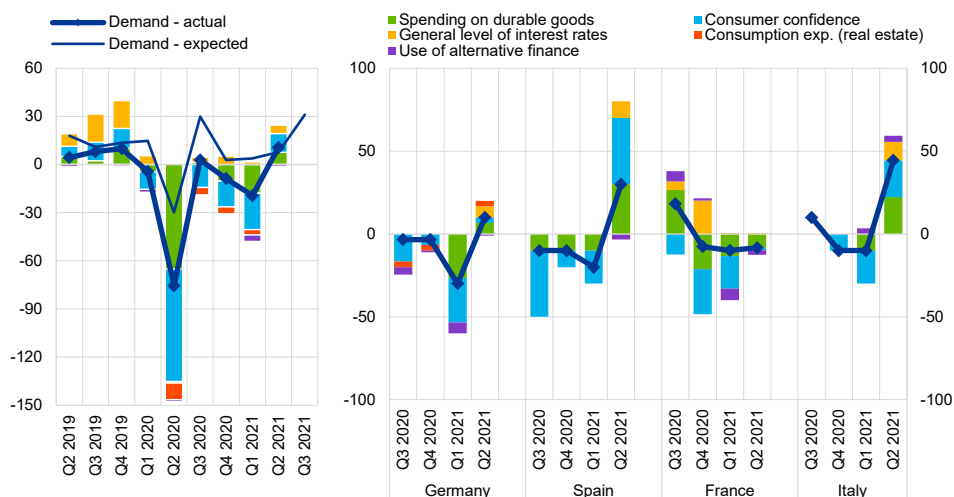 Demand - actual
Demand - expected
Spending on durable goods
Consumer confidence
General level of interest rates
Consumption exp. (real estate)
Use of alternative finance
60
30
0
-30
-60
-90
-120
-150
Q2 2019
Q3 2019
Q4 2019
Q1 2020
Q2 2020
Q3 2020
Q4 2020
Q1 2021
Q2 2021
Q3 2021
100
50
0
-50
-100
100
50
0
-50
-100
Q3 2020
Q4 2020
Q1 2021
Q2 2021
Q3 2020
Q4 2020
Q1 2021
Q2 2021
Q3 2020
Q4 2020
Q1 2021
Q2 2021
Q3 2020
Q4 2020
Q1 2021
Q2 2021
Germany
Spain
France
Italy